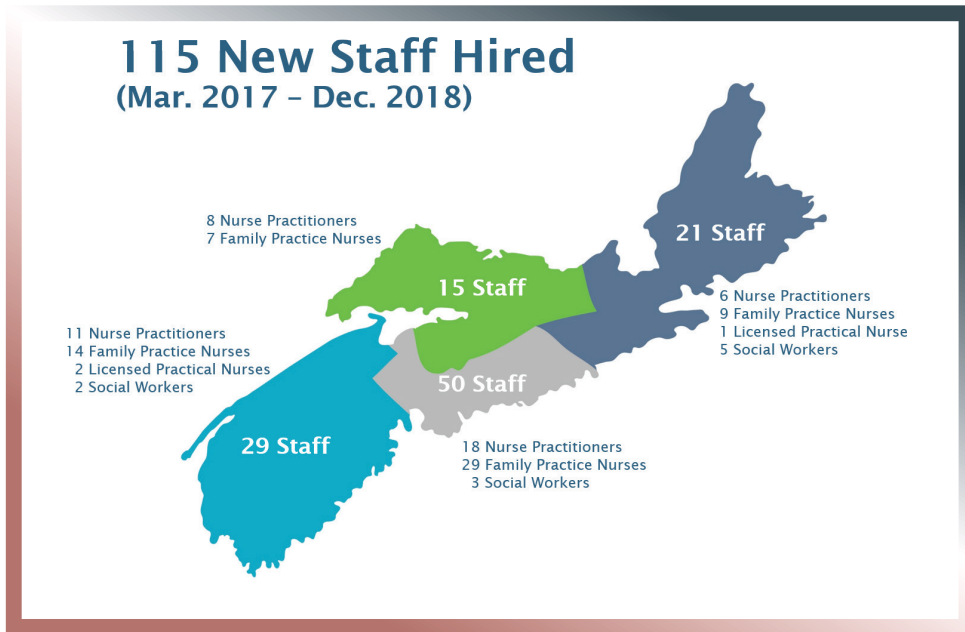 115 New Staff Hired
(Mar. 2017 – Dec. 2018)
8 Nurse Practitioners
7 Family Practice Nurses
21 Staff
15 Staff
6 Nurse Practitioners
9 Family Practice Nurses
1 Licensed Practical Nurse
5 Social Workers
11 Nurse Practitioners
14 Family Practice Nurses
2 Licensed Practical Nurses
2 Social Workers
50 Staff
29 Staff
18 Nurse Practitioners
29 Family Practice Nurses
3 Social Workers